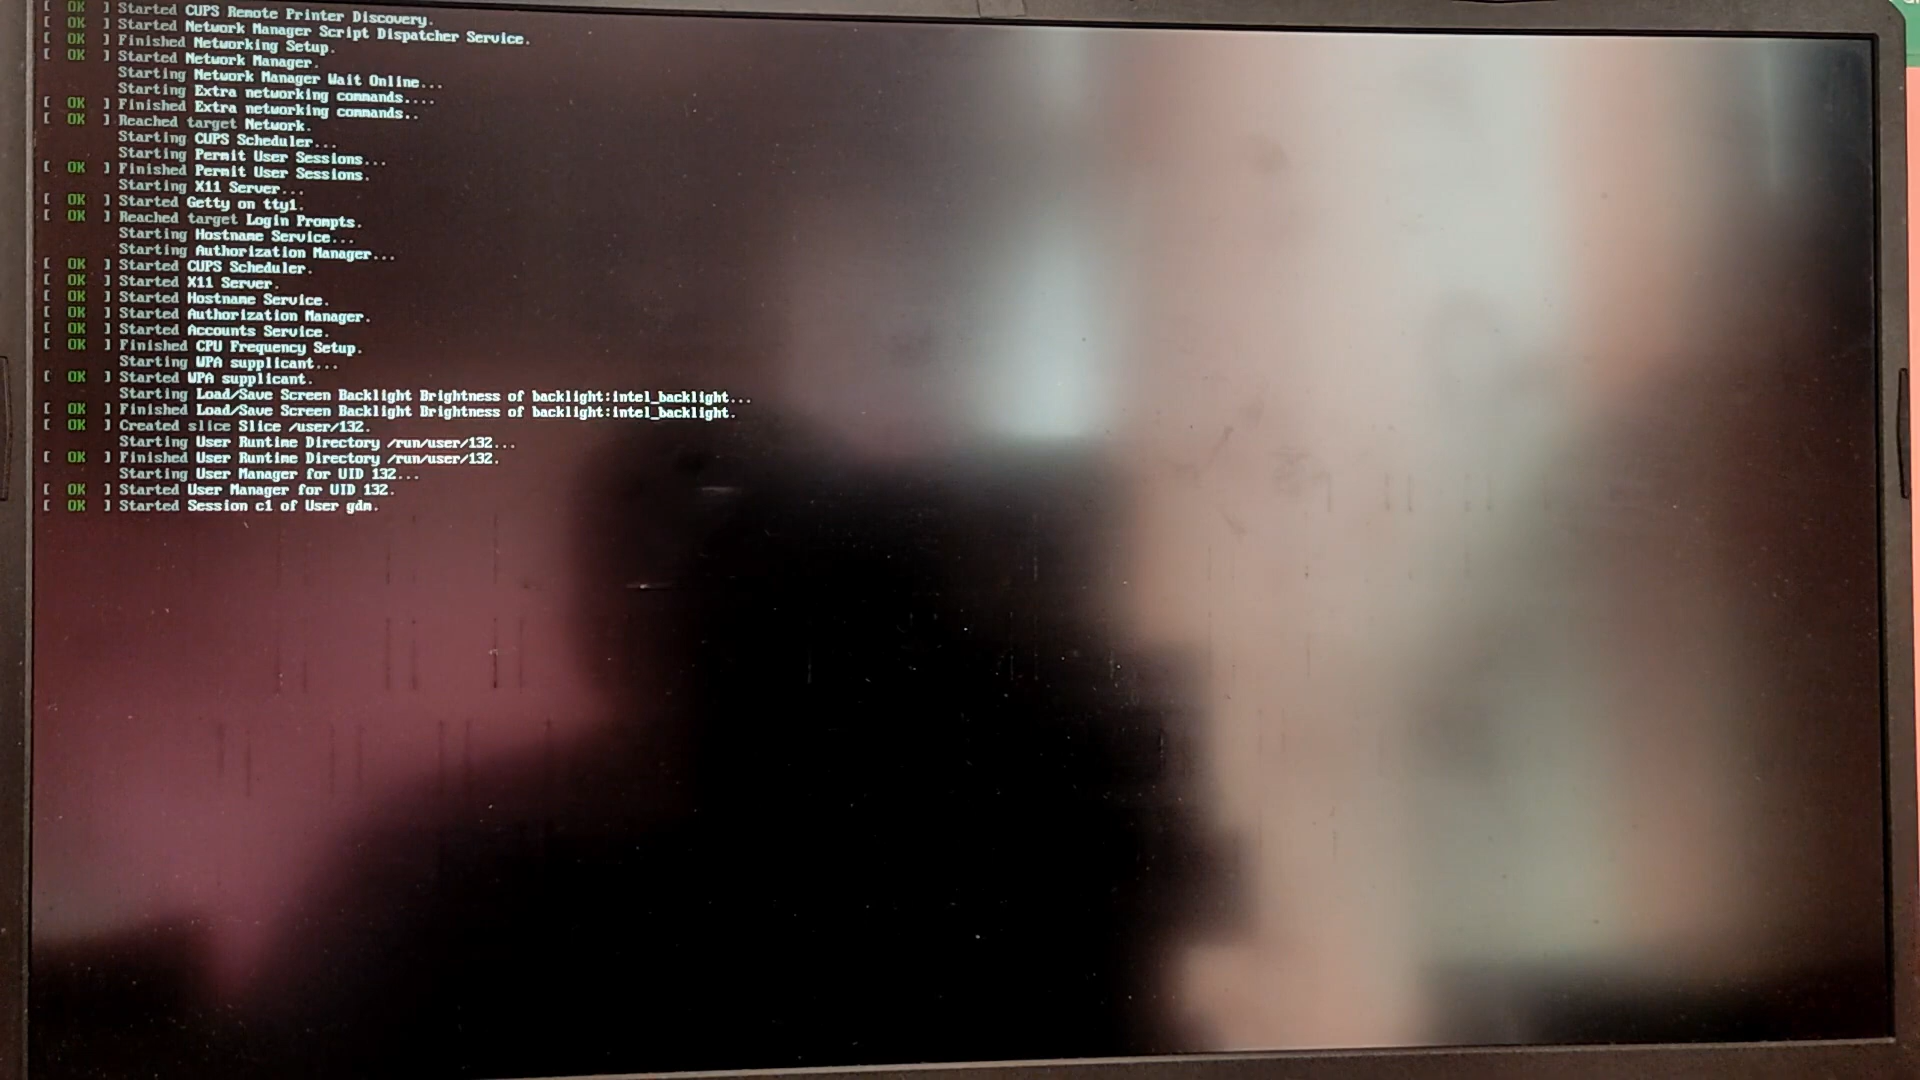 [  OK  ] Started CUPS Remote Printer Discovery.
[  OK  ] Started Network Manager Script Dispatcher Service.
[  OK  ] Finished Networking Setup.
[  OK  ] Started Network Manager.
Starting Network Manager Wait Online...
Starting Extra networking commands....
[  OK  ] Finished Extra networking commands..
[  OK  ] Reached target Network.
Starting CUPS Scheduler...
Starting Permit User Sessions...
[  OK  ] Finished Permit User Sessions.
Starting X11 Server...
[  OK  ] Started Getty on tty1.
[  OK  ] Reached target Login Prompts.
Starting Hostname Service...
Starting Authorization Manager...
[  OK  ] Started CUPS Scheduler.
[  OK  ] Started X11 Server.
[  OK  ] Started Hostname Service.
[  OK  ] Started Authorization Manager.
[  OK  ] Started Accounts Service.
[  OK  ] Finished CPU Frequency Setup.
Starting WPA supplicant...
[  OK  ] Started WPA supplicant.
Starting Load/Save Screen Backlight Brightness of backlight:intel_backlight...
[  OK  ] Finished Load/Save Screen Backlight Brightness of backlight:intel_backlight.
[  OK  ] Created slice Slice /user/132.
Starting User Runtime Directory /run/user/132...
[  OK  ] Finished User Runtime Directory /run/user/132.
Starting User Manager for UID 132...
[  OK  ] Started User Manager for UID 132.
[  OK  ] Started Session c1 of User gdm.